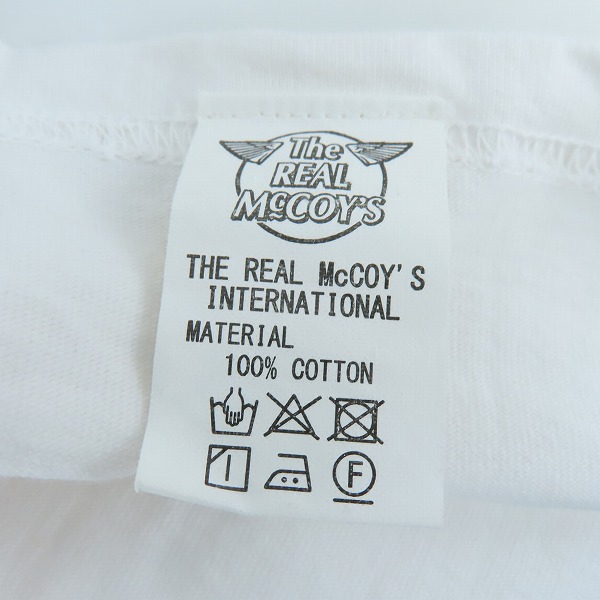 The
REAL
McCOY'S
THE REAL McCOY'S
INTERNATIONAL
MATERIAL
100% COTTON
F